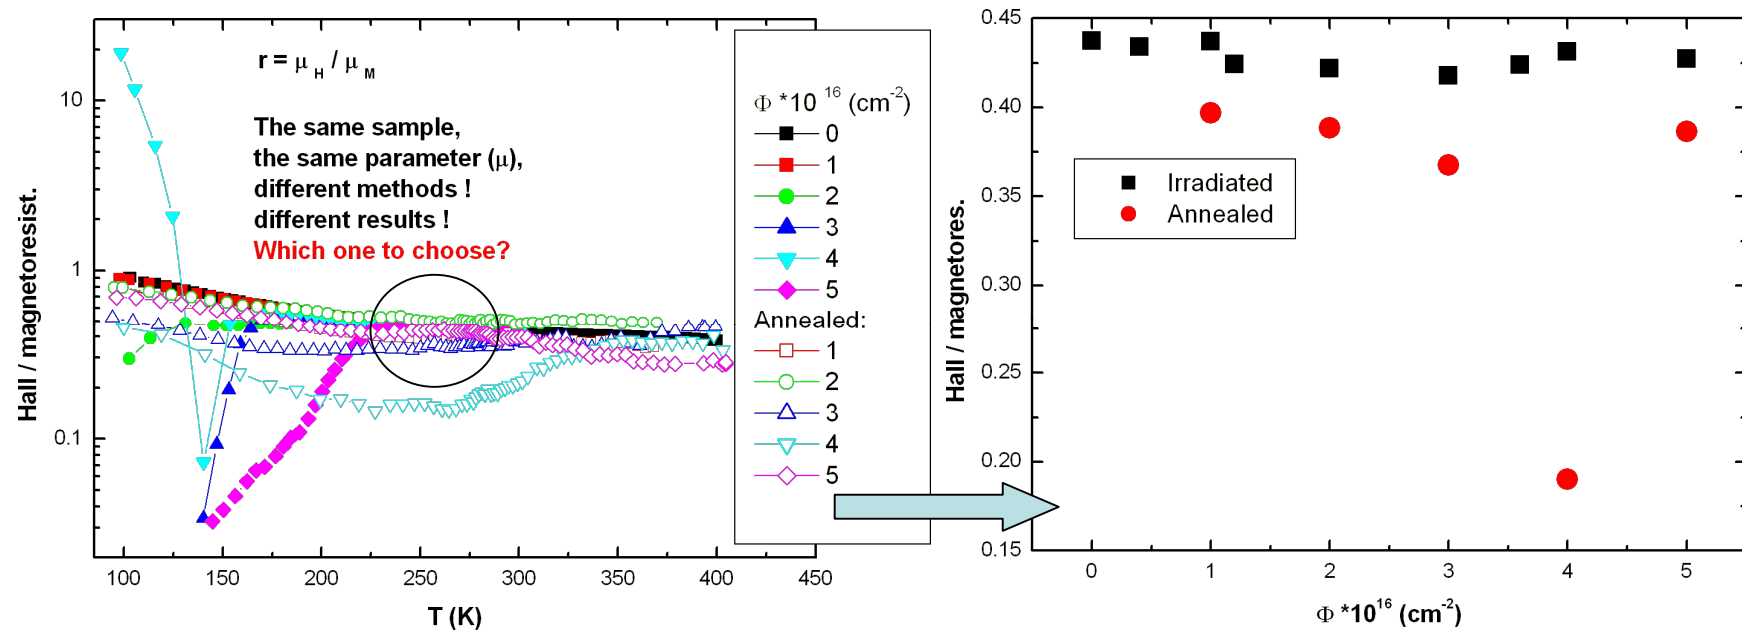 r = μ H / μ M
The same sample,
the same parameter (μ),
different methods !
different results !
Which one to choose?
Hall / magnetoresist.
10
1
0.1
100 150 200 250 300 350 400 450
T (K)
Φ *10 16 (cm-2)
0
1
2
3
4
5
Annealed:
1
2
3
4
5
Hall / magnetores.
0.45
0.40
0.35
0.30
0.25
0.20
0.15
Irradiated
Annealed
0 1 2 3 4 5
Φ *10 16 (cm-2)